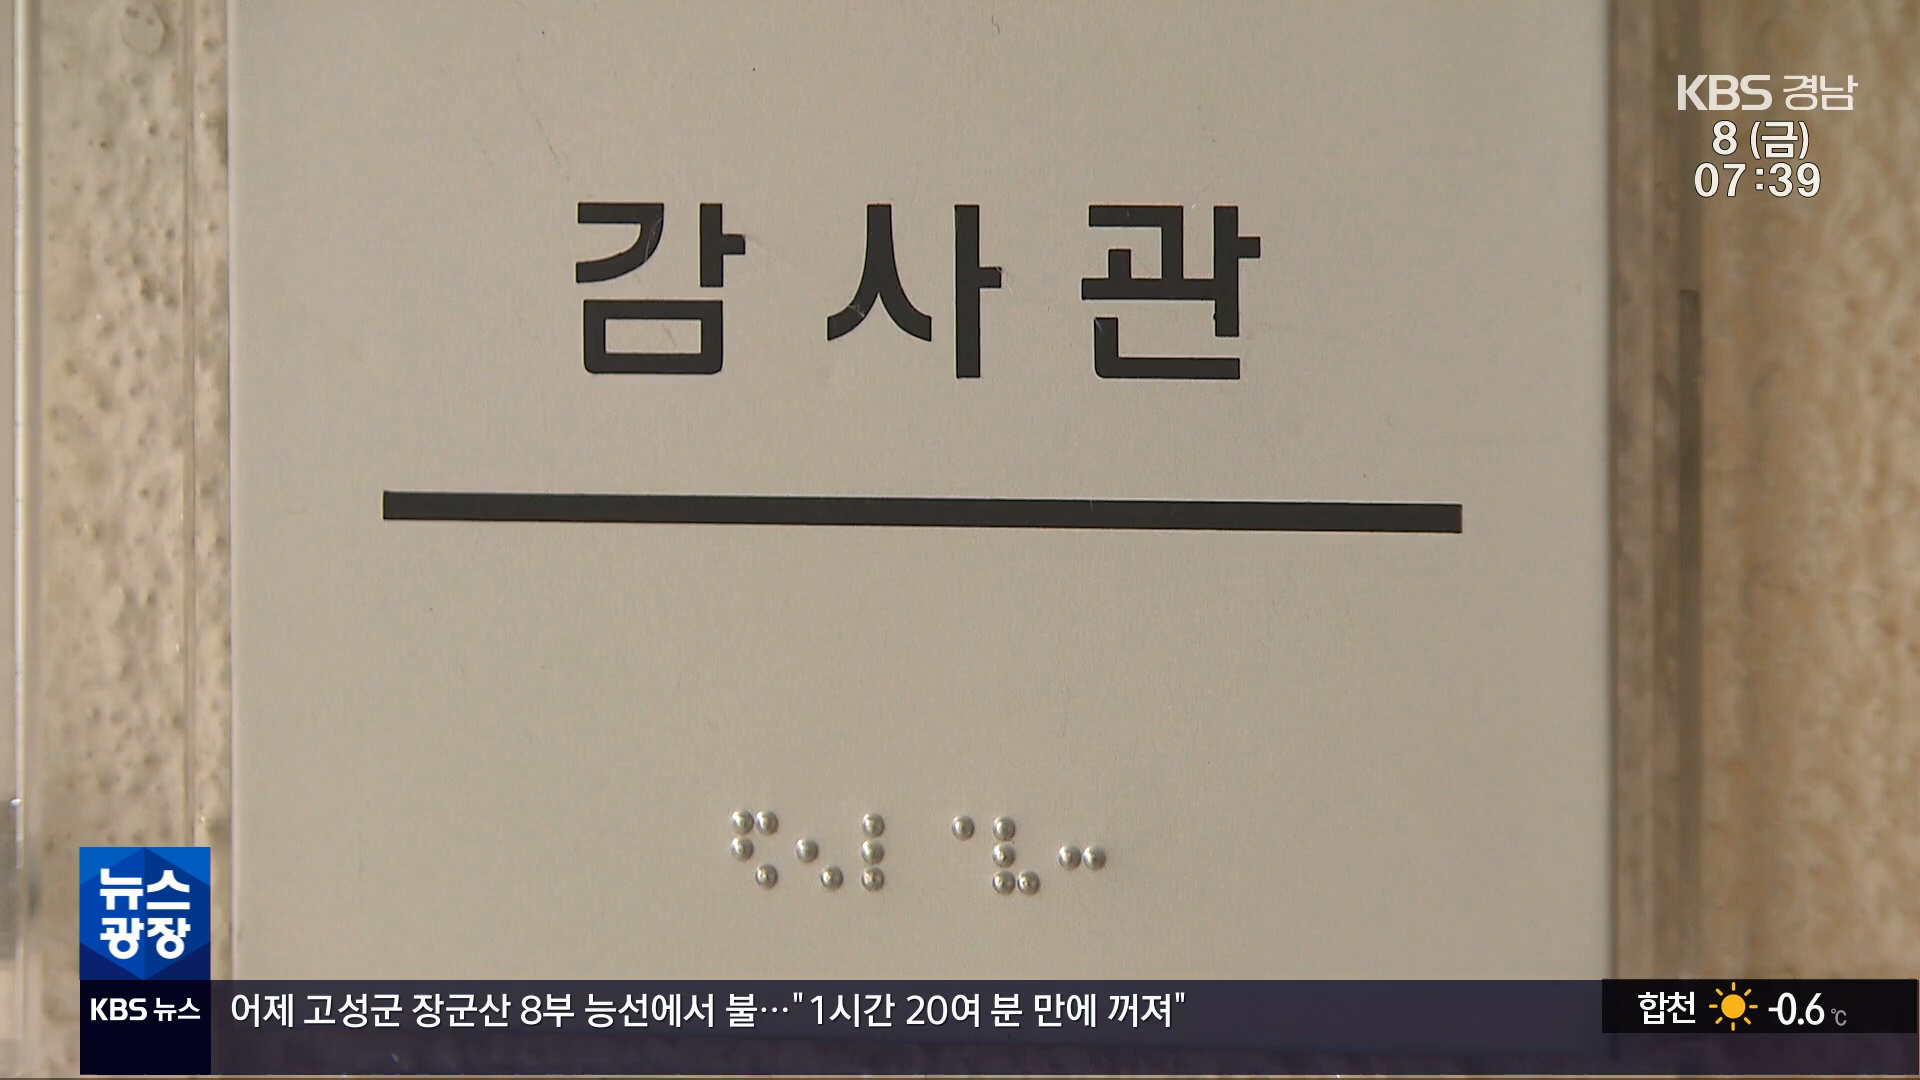 KBS 경남
8 (금)
07:39
감사관
⠫⠢⠇⠈⠧⠒
뉴스
광장
KBS 뉴스
어제 고성군 장군산 8부 능선에서 불…"1시간 20여 분 만에 꺼져"
합천 -0.6℃